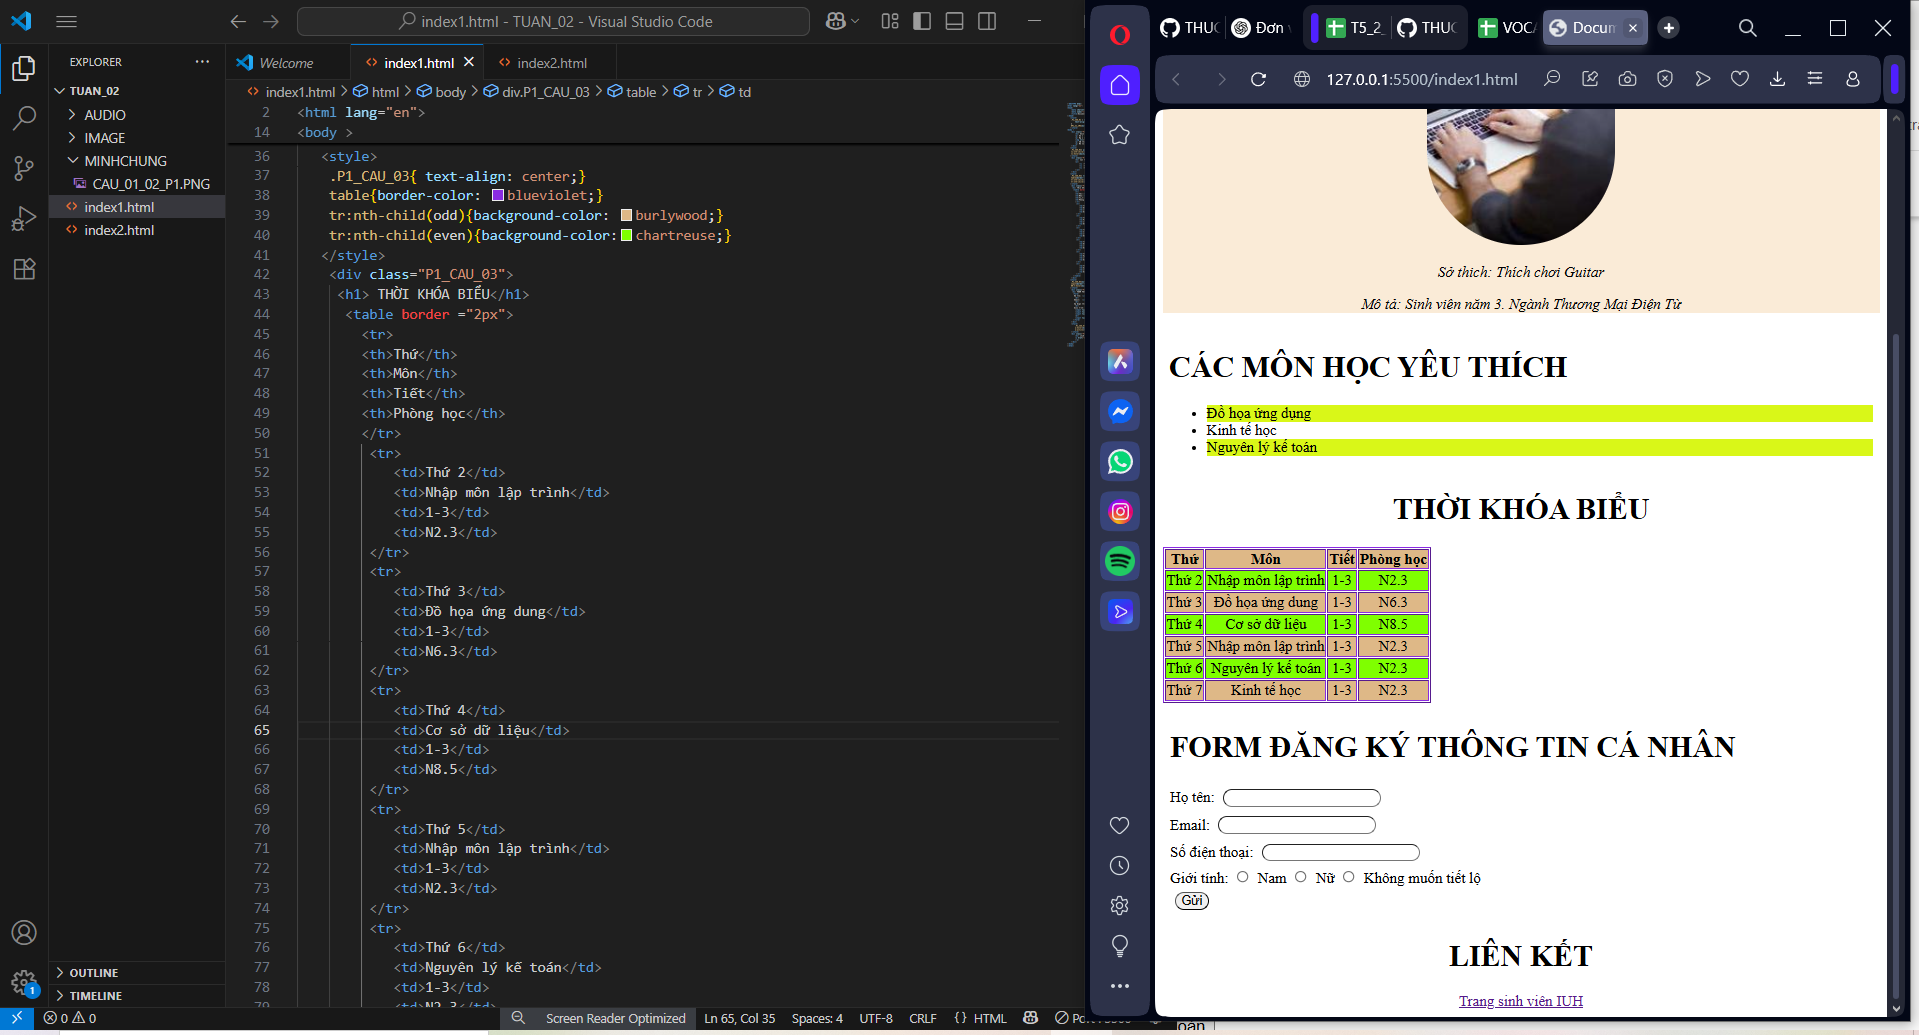 index1.html - TUAN_02 - Visual Studio Code
EXPLORER
TUAN_02
AUDIO
IMAGE
MINHCHUNG
CAU_01_02_P1.PNG
index1.html
index2.html
OUTLINE
TIMELINE
Welcome
index1.html
index2.html
index1.html > html > body > div.P1_CAU_03 > table > tr > td
2 <html lang="en">
14 <body >
36 <style>
37 .P1_CAU_03{ text-align: center;}
38 table{border-color: blueviolet;}
39 tr:nth-child(odd){background-color: burlywood;}
40 tr:nth-child(even){background-color: chartreuse;}
41 </style>
42 <div class="P1_CAU_03">
43 <h1> THỜI KHÓA BIỂU</h1>
44 <table border ="2px">
45 <tr>
46 <th>Thứ</th>
47 <th>Môn</th>
48 <th>Tiết</th>
49 <th>Phòng học</th>
50 </tr>
51 <tr>
52 <td>Thứ 2</td>
53 <td>Nhập môn lập trình</td>
54 <td>1-3</td>
55 <td>N2.3</td>
56 </tr>
57 <tr>
58 <td>Thứ 3</td>
59 <td>Đồ họa ứng dung</td>
60 <td>1-3</td>
61 <td>N6.3</td>
62 </tr>
63 <tr>
64 <td>Thứ 4</td>
65 <td>Cơ sở dữ liệu</td>
66 <td>1-3</td>
67 <td>N8.5</td>
68 </tr>
69 <tr>
70 <td>Thứ 5</td>
71 <td>Nhập môn lập trình</td>
72 <td>1-3</td>
73 <td>N2.3</td>
74 </tr>
75 <tr>
76 <td>Thứ 6</td>
77 <td>Nguyên lý kế toán</td>
78 <td>1-3</td>
79 <td>N2.3</td>
1
0 0 Screen Reader Optimized Ln 65, Col 35 Spaces: 4 UTF-8 CRLF {} HTML
THUC
Đơn v
T5_2
THUC
VOCA
Docum
127.0.0.1:5500/index1.html
Sở thich: Thích chơi Guitar
Mô tả: Sinh viên năm 3. Ngành Thương Mại Điện Tử
CÁC MÔN HỌC YÊU THÍCH
Đồ họa ứng dụng
Kinh tế học
Nguyên lý kế toán
THỜI KHÓA BIỂU
Thứ Môn Tiết Phòng học
Thứ 2 Nhập môn lập trình 1-3 N2.3
Thứ 3 Đồ họa ứng dung 1-3 N6.3
Thứ 4 Cơ sở dữ liệu 1-3 N8.5
Thứ 5 Nhập môn lập trình 1-3 N2.3
Thứ 6 Nguyên lý kế toán 1-3 N2.3
Thứ 7 Kinh tế học 1-3 N2.3
FORM ĐĂNG KÝ THÔNG TIN CÁ NHÂN
Họ tên:
Email:
Số điện thoại:
Giới tính: Nam Nữ Không muốn tiết lộ
Gửi
LIÊN KẾT
Trang sinh viên IUH